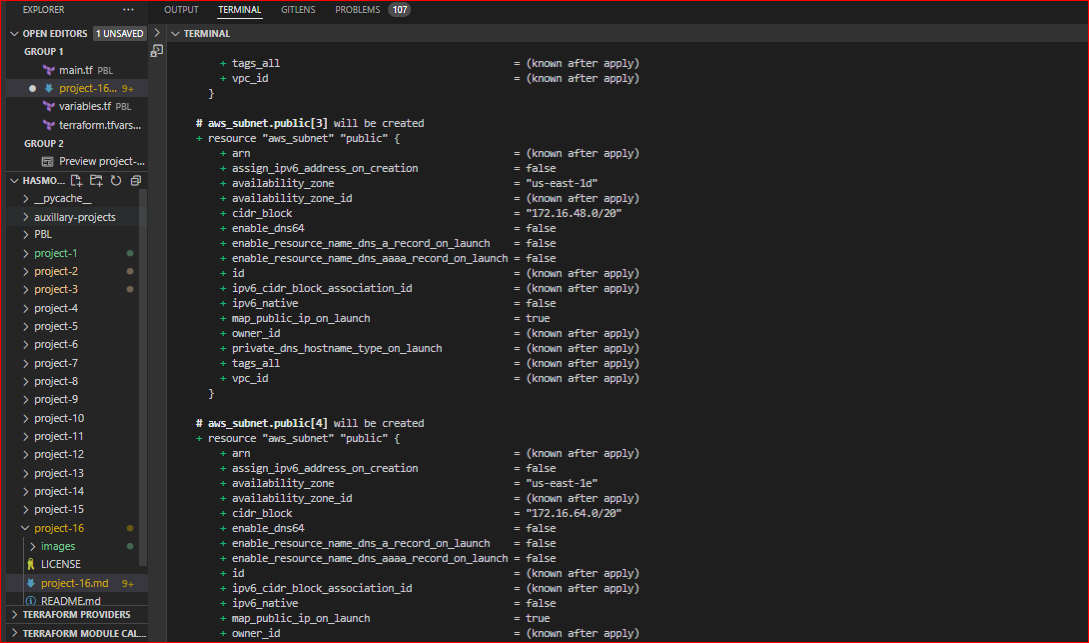 EXPLORER ...
OPEN EDITORS 1 UNSAVED
GROUP 1
main.tf PBL
project-16... 9+
variables.tf PBL
terraform.tfvars...
GROUP 2
Preview project-...
HASMO...
__pycache__
auxillary-projects
PBL
project-1
project-2
project-3
project-4
project-5
project-6
project-7
project-8
project-9
project-10
project-11
project-12
project-13
project-14
project-15
project-16
images
LICENSE
project-16.md 9+
README.md
TERRAFORM PROVIDERS
TERRAFORM MODULE CAL...
OUTPUT TERMINAL GITLENS PROBLEMS 107
TERMINAL
+ tags_all = (known after apply)
+ vpc_id = (known after apply)
}
# aws_subnet.public[3] will be created
+ resource "aws_subnet" "public" {
+ arn = (known after apply)
+ assign_ipv6_address_on_creation = false
+ availability_zone = "us-east-1d"
+ availability_zone_id = (known after apply)
+ cidr_block = "172.16.48.0/20"
+ enable_dns64 = false
+ enable_resource_name_dns_a_record_on_launch = false
+ enable_resource_name_dns_aaaa_record_on_launch = false
+ id = (known after apply)
+ ipv6_cidr_block_association_id = (known after apply)
+ ipv6_native = false
+ map_public_ip_on_launch = true
+ owner_id = (known after apply)
+ private_dns_hostname_type_on_launch = (known after apply)
+ tags_all = (known after apply)
+ vpc_id = (known after apply)
}
# aws_subnet.public[4] will be created
+ resource "aws_subnet" "public" {
+ arn = (known after apply)
+ assign_ipv6_address_on_creation = false
+ availability_zone = "us-east-1e"
+ availability_zone_id = (known after apply)
+ cidr_block = "172.16.64.0/20"
+ enable_dns64 = false
+ enable_resource_name_dns_a_record_on_launch = false
+ enable_resource_name_dns_aaaa_record_on_launch = false
+ id = (known after apply)
+ ipv6_cidr_block_association_id = (known after apply)
+ ipv6_native = false
+ map_public_ip_on_launch = true
+ owner_id = (known after apply)